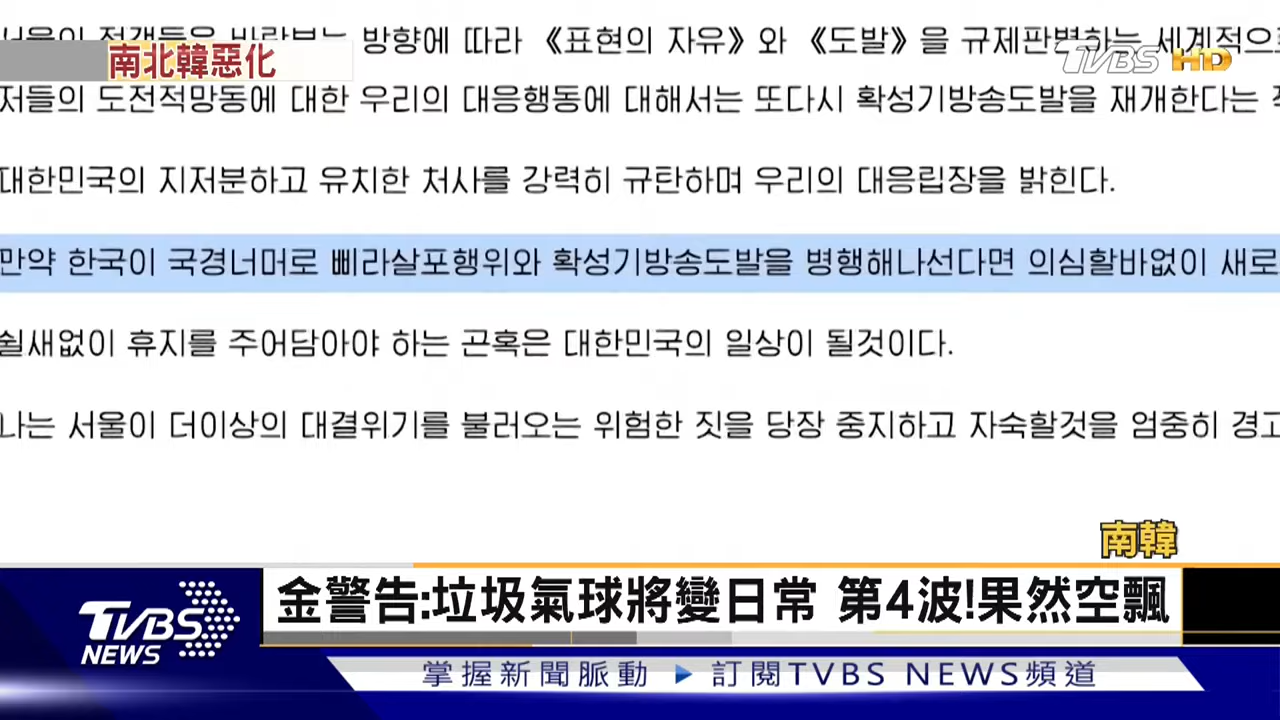 방향에 따라 《표현의 자유》와 《도발》을 규제판별하는 세계적으로
南北韓惡化
TVBS HD
저들의 도전적망동에 대한 우리의 대응행동에 대해서는 또다시 확성기방송도발을 재개한다는
대한민국의 지저분하고 유치한 처사를 강력히 규탄하며 우리의 대응립장을 밝힌다.
만약 한국이 국경너머로 삐라살포행위와 확성기방송도발을 병행해나선다면 의심할바없이 새로
쉴새없이 휴지를 주어담아야 하는 곤혹은 대한민국의 일상이 될것이다.
나는 서울이 더이상의 대결위기를 불러오는 위험한 짓을 당장 중지하고 자숙할것을 엄중히 경고
南韓
金警告:垃圾氣球將變日常 第4波!果然空飄
TVBS NEWS
掌握新聞脈動 ▶ 訂閱TVBS NEWS頻道